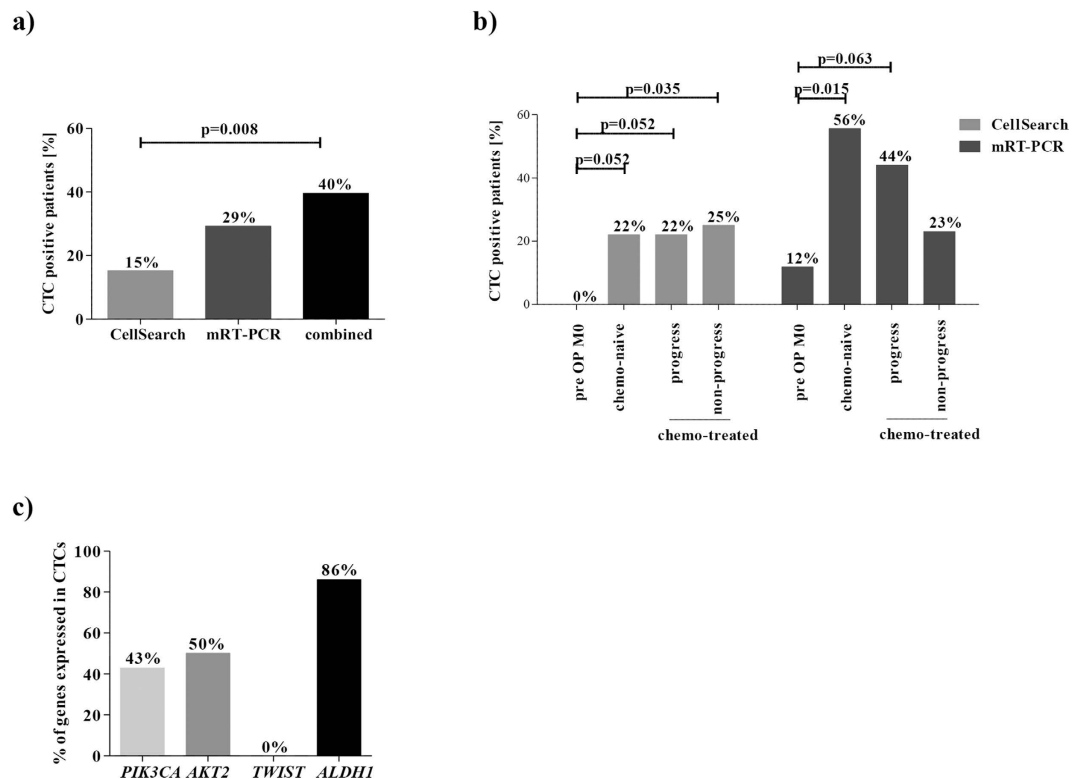 a)
CTC positive patients [%]
60
40
20
0
p=0.008
15%
29%
40%
CellSearch mRT-PCR combined
b)
CTC positive patients [%]
60
40
20
0
p=0.035
p=0.052
p=0.052
p=0.063
p=0.015
0%
22%
22%
25%
12%
56%
44%
23%
CellSearch
mRT-PCR
pre OP M0
chemo-naive
progress
non-progress
chemo-treated
pre OP M0
chemo-naive
progress
non-progress
chemo-treated
c)
% of genes expressed in CTCs
100
80
60
40
20
0
43%
50%
0%
86%
PIK3CA AKT2 TWIST ALDH1